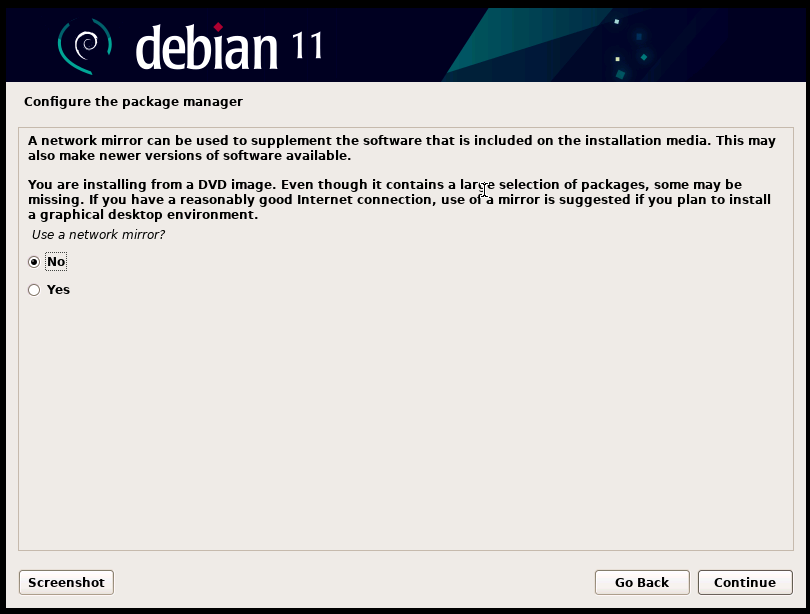 debian 11
Configure the package manager
A network mirror can be used to supplement the software that is included on the installation media. This may
also make newer versions of software available.
You are installing from a DVD image. Even though it contains a large selection of packages, some may be
missing. If you have a reasonably good Internet connection, use of a mirror is suggested if you plan to install
a graphical desktop environment.
Use a network mirror?
No
Yes
Screenshot
Go Back
Continue